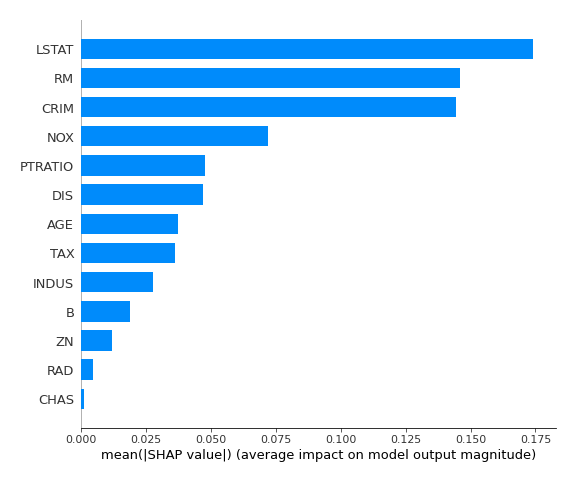 LSTAT
RM
CRIM
NOX
PTRATIO
DIS
AGE
TAX
INDUS
B
ZN
RAD
CHAS
0.000 0.025 0.050 0.075 0.100 0.125 0.150 0.175
mean(|SHAP value|) (average impact on model output magnitude)